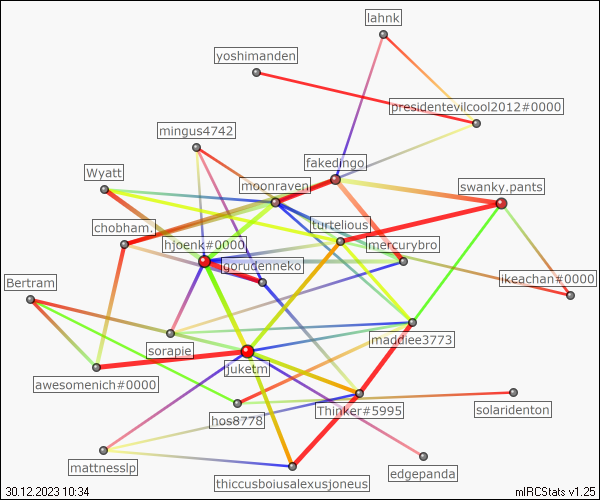 lahnk
yoshimanden
presidentevilcool2012#0000
mingus4742
fakedingo
Wyatt
moonraven
swanky.pants
chobham.
turtelious
hjoenk#0000
mercurybro
gorudenneko
Bertram
ikeachan#0000
sorapie
maddiee3773
juketm
awesomenich#0000
Thinker#5995
solaridenton
hos8778
mattnesslp
edgepanda
thiccusboiusalexusjoneus
30.12.2023 10:34
mIRCStats v1.25